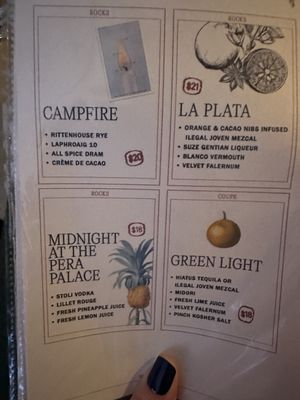 ROCKS
CAMPFIRE
• RITTENHOUSE RYE
• LAPHROAIG 10
• ALL SPICE DRAM
• CRÈME DE CACAO
$20
ROCKS
$21
LA PLATA
• ORANGE & CACAO NIBS INFUSED
ILEGAL JOVEN MEZCAL
• SUZE GENTIAN LIQUEUR
• BLANCO VERMOUTH
• VELVET FALERNUM
ROCKS
$16
MIDNIGHT
AT THE
PERA
PALACE
• STOLI VODKA
• LILLET ROUGE
• FRESH PINEAPPLE JUICE
• FRESH LEMON JUICE
COUPE
GREEN LIGHT
• HIATUS TEQUILA OR
ILEGAL JOVEN MEZCAL
• MIDORI
• FRESH LIME JUICE
• VELVET FALERNUM
• PINCH KOSHER SALT
$18